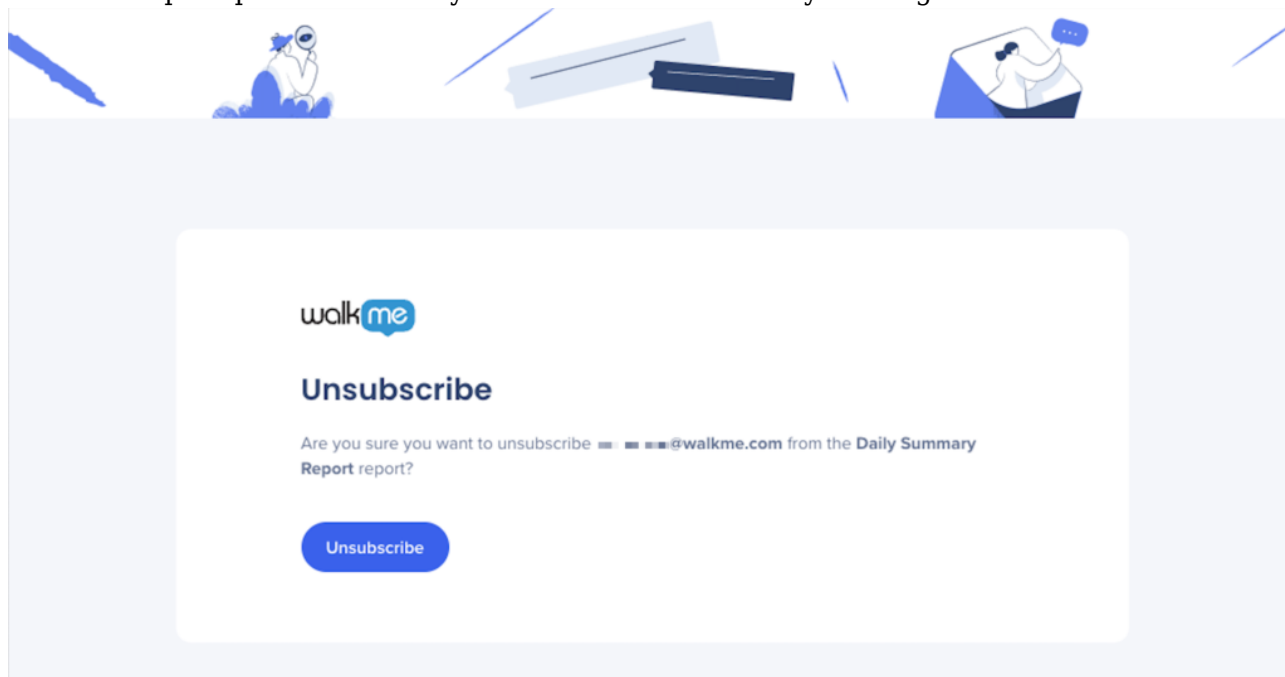 walkme
Unsubscribe
Are you sure you want to unsubscribe @walkme.com from the Daily Summary
Report report?
Unsubscribe